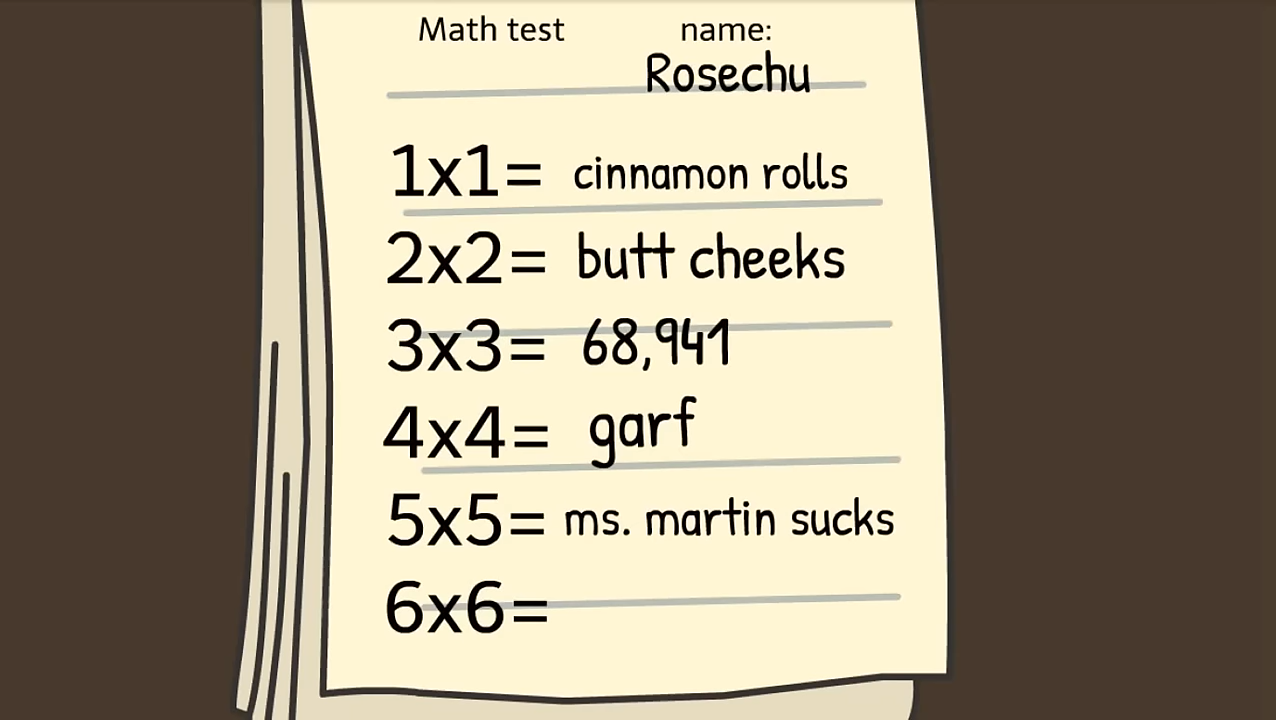 Math test name:
Rosechu
1x1= cinnamon rolls
2x2= butt cheeks
3x3= 68,941
4x4= garf
5x5= ms. martin sucks
6x6=